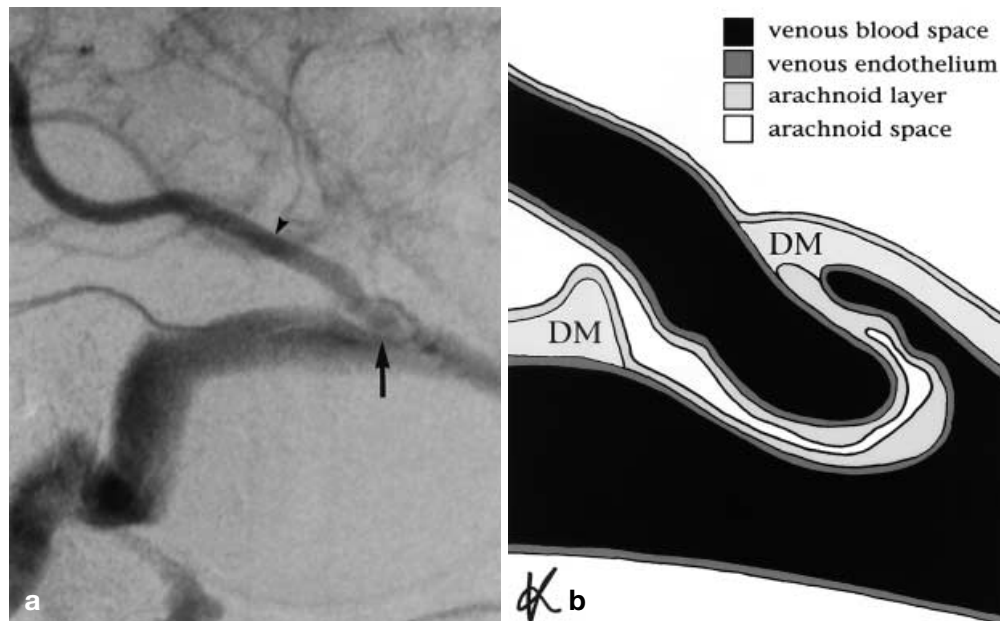 venous blood space
venous endothelium
arachnoid layer
arachnoid space
DM
DM
a
b